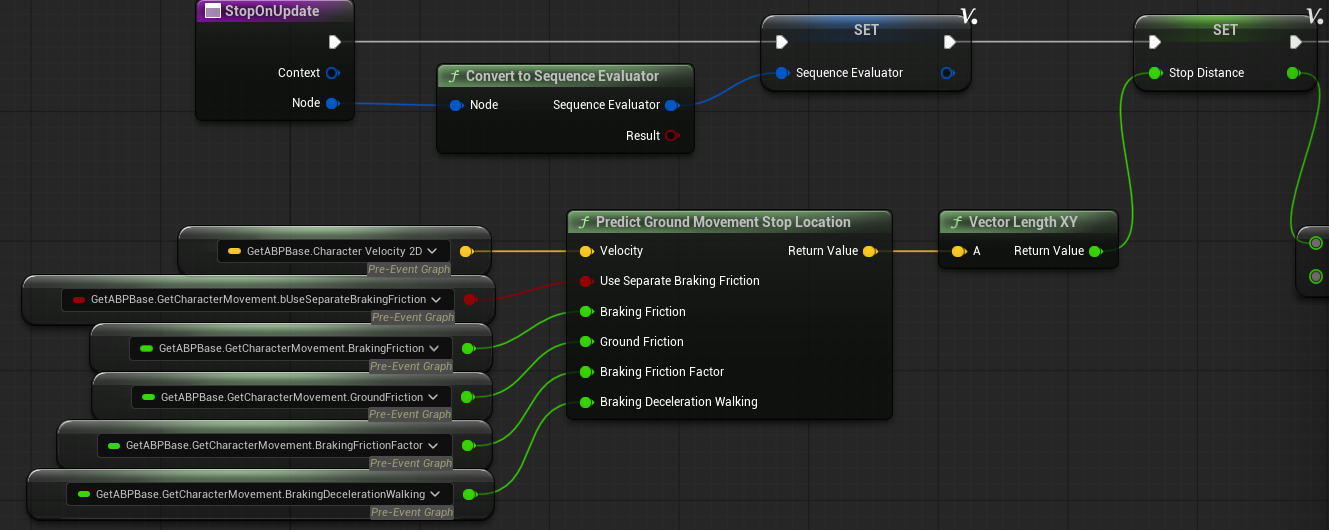 StopOnUpdate
Context
Node
f Convert to Sequence Evaluator
Node Sequence Evaluator
Result
SET
Sequence Evaluator
V.
SET
Stop Distance
V.
GetABPBase.Character Velocity 2D
Pre-Event Graph
GetABPBase.GetCharacterMovement.bUseSeparateBrakingFriction
Pre-Event Graph
GetABPBase.GetCharacterMovement.BrakingFriction
Pre-Event Graph
GetABPBase.GetCharacterMovement.GroundFriction
Pre-Event Graph
GetABPBase.GetCharacterMovement.BrakingFrictionFactor
Pre-Event Graph
GetABPBase.GetCharacterMovement.BrakingDecelerationWalking
Pre-Event Graph
f Predict Ground Movement Stop Location
Velocity Return Value
Use Separate Braking Friction
Braking Friction
Ground Friction
Braking Friction Factor
Braking Deceleration Walking
f Vector Length XY
A Return Value